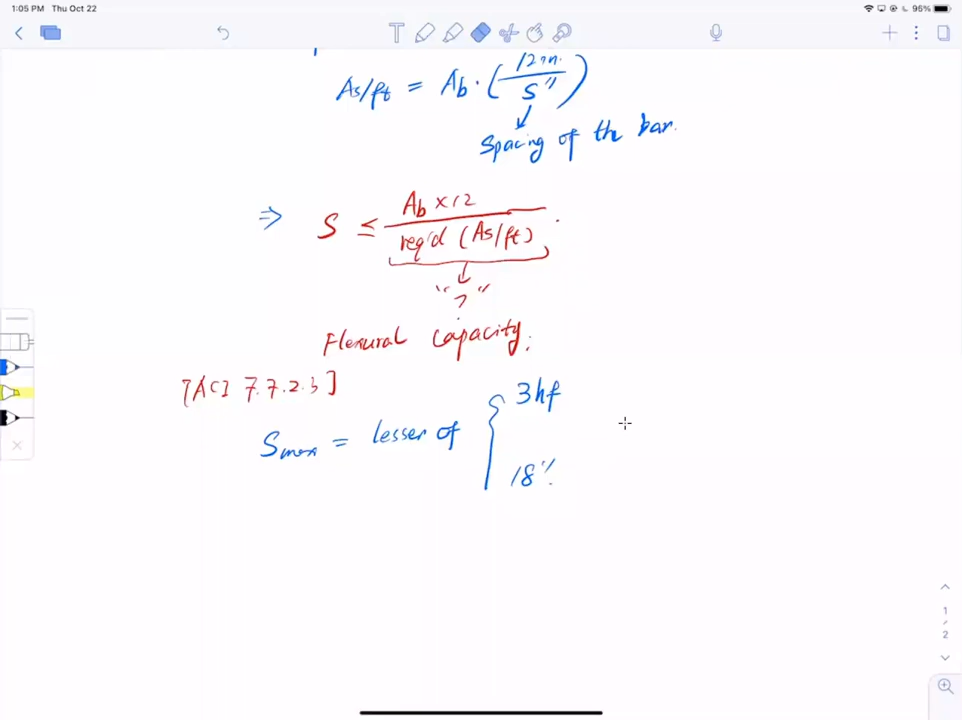 1:05 PM Thu Oct 22
96%
As/ft = Ab · (12in. / S")
Spacing of the bar.
⇒ S ≤ Ab x 12 / req'd (As/ft) .
" ? "
Flexural capacity.
[ACI 7.7.2.3]
Smax = lesser of { 3hf
18".
1
/
2